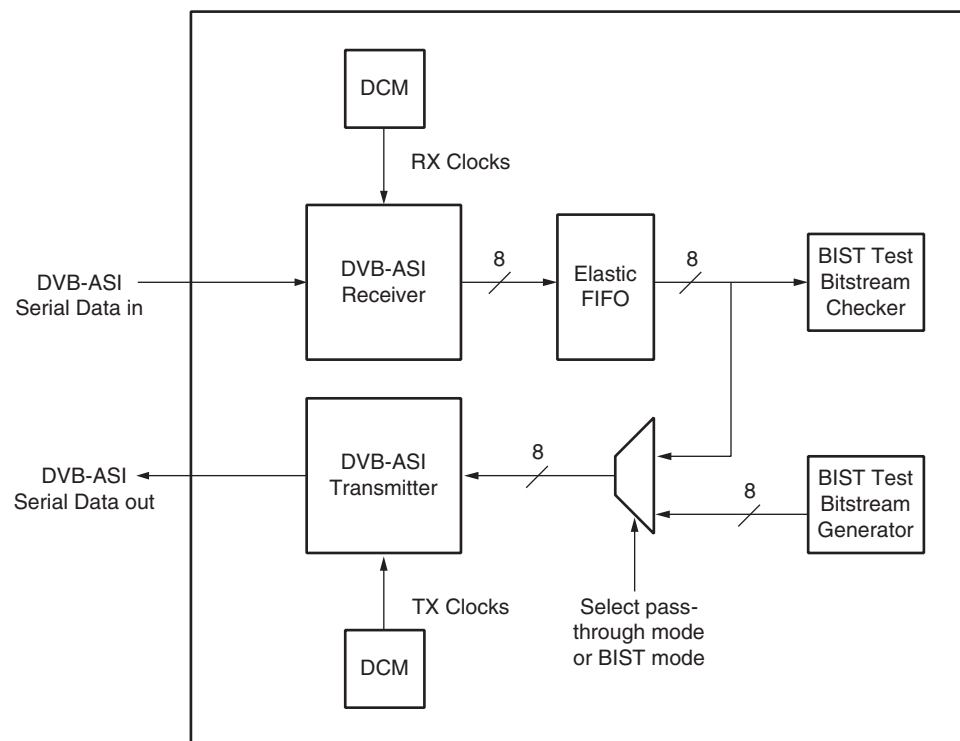 DCM
RX Clocks
DVB-ASI
Serial Data in
DVB-ASI
Receiver
8
Elastic
FIFO
8
BIST Test
Bitstream
Checker
DVB-ASI
Serial Data out
DVB-ASI
Transmitter
8
8
BIST Test
Bitstream
Generator
TX Clocks
Select pass-
through mode
or BIST mode
DCM